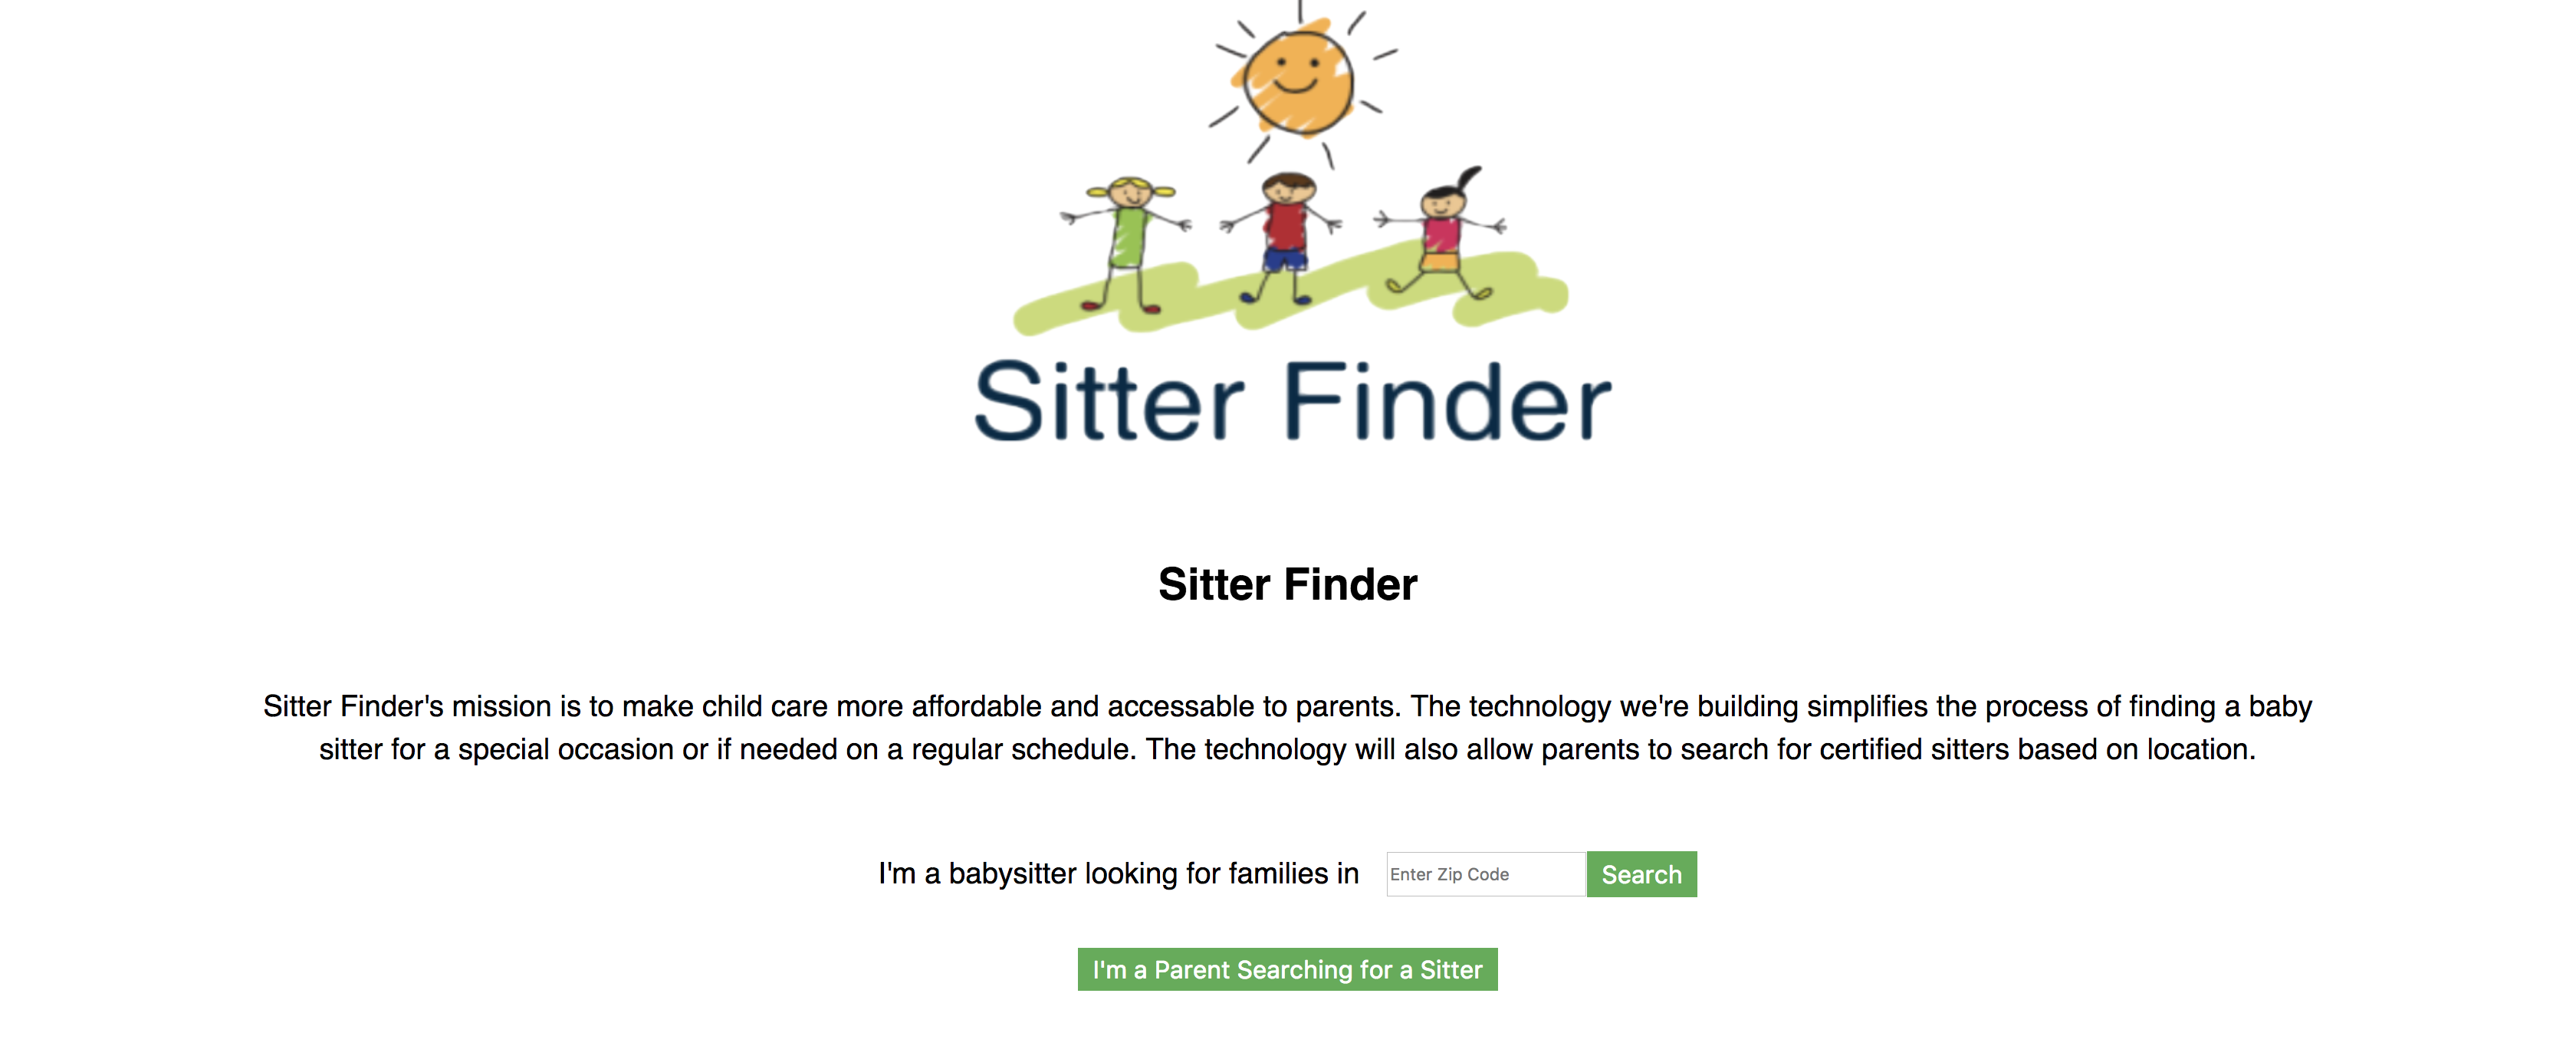 Sitter Finder
Sitter Finder
Sitter Finder's mission is to make child care more affordable and accessable to parents. The technology we're building simplifies the process of finding a baby
sitter for a special occasion or if needed on a regular schedule. The technology will also allow parents to search for certified sitters based on location.
I'm a babysitter looking for families in Enter Zip Code Search
I'm a Parent Searching for a Sitter